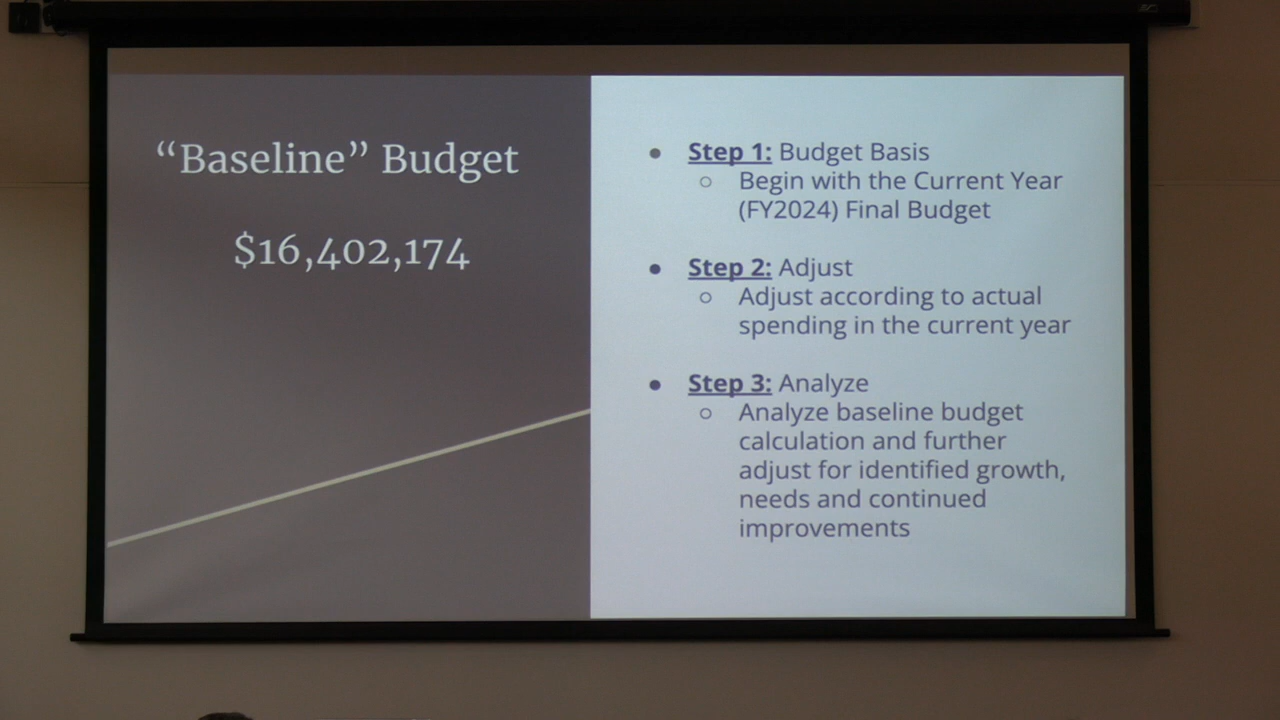 “Baseline” Budget
$16,402,174
● Step 1: Budget Basis
○ Begin with the Current Year
(FY2024) Final Budget
● Step 2: Adjust
○ Adjust according to actual
spending in the current year
● Step 3: Analyze
○ Analyze baseline budget
calculation and further
adjust for identified growth,
needs and continued
improvements